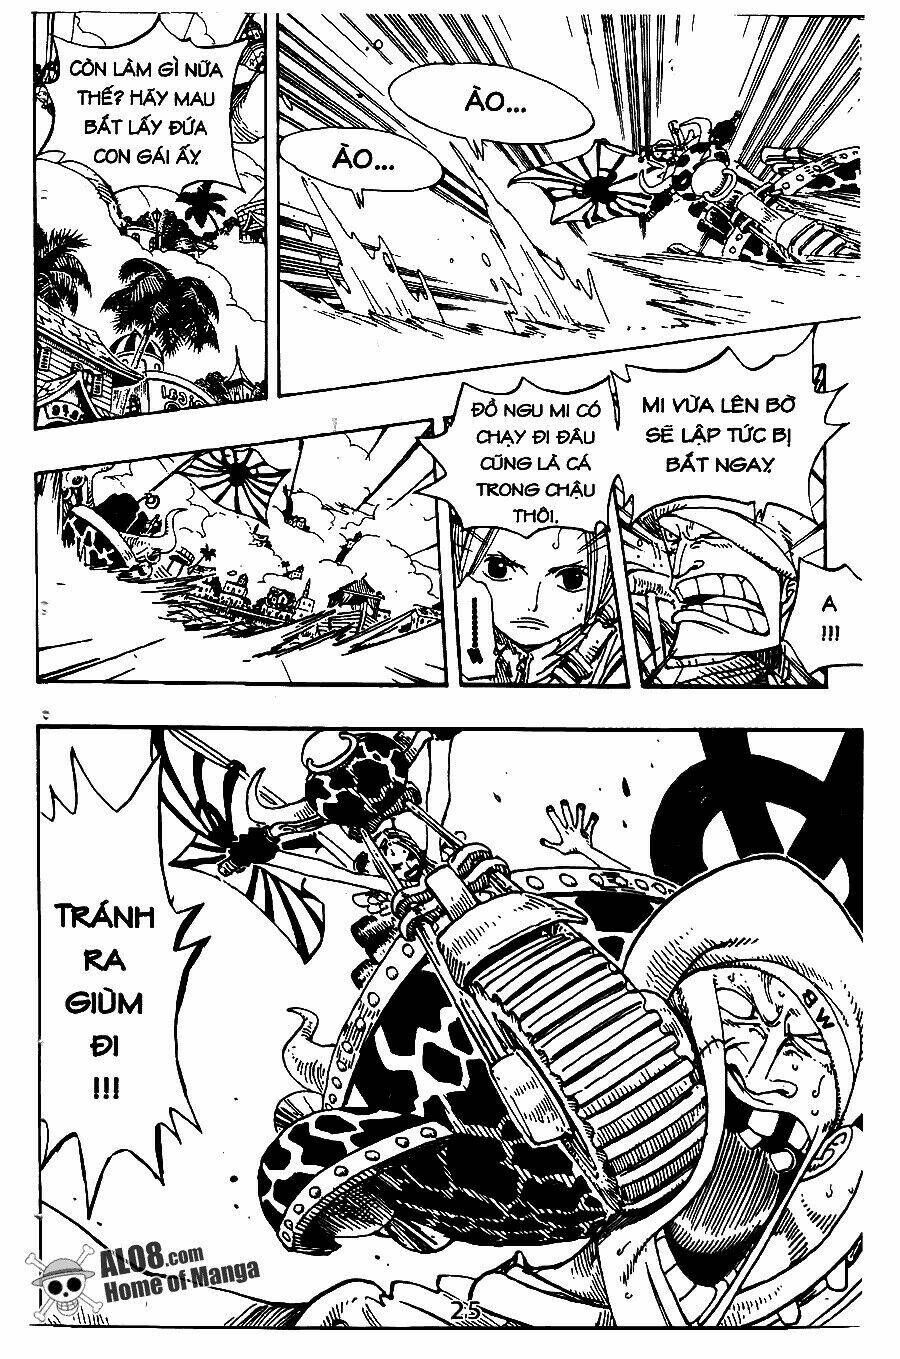 CÒN LÀM GÌ NỮA
THẾ? HÃY MAU
BẮT LẤY ĐỨA
CON GÁI ẤY.
ÀO...
ÀO...
ĐỒ NGU MI CÓ
CHẠY ĐI ĐÂU
CŨNG LÀ CÁ
TRONG CHẬU
THÔI.
MI VỪA LÊN BỜ
SẼ LẬP TỨC BỊ
BẮT NGAY.
A
!!!
TRÁNH
RA
GIÙM
ĐI
!!!
BW
ALO8.com
Home of Manga
25